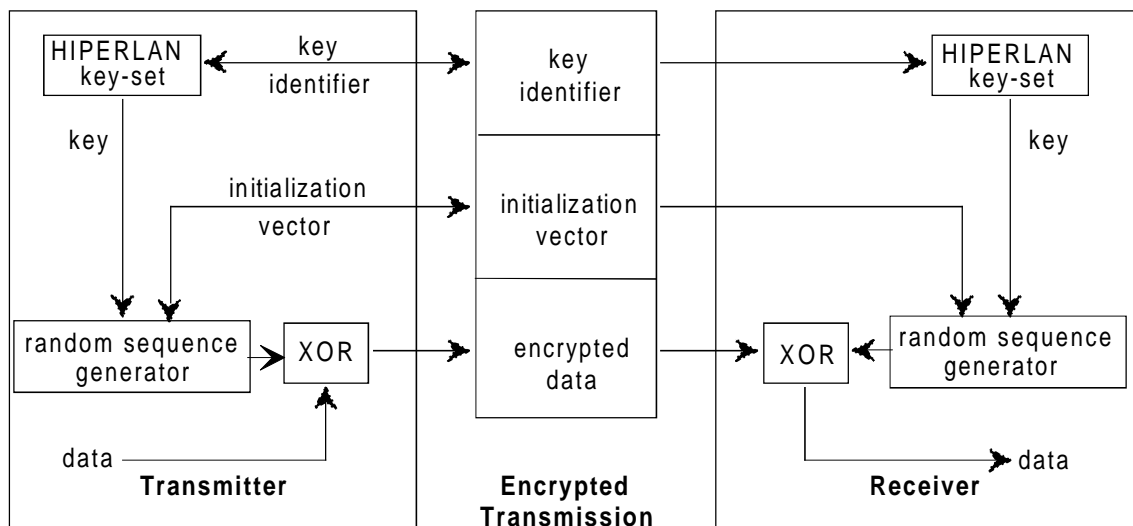 HIPERLAN
key-set
key
identifier
key
identifier
HIPERLAN
key-set
key
key
initialization
vector
initialization
vector
random sequence
generator
XOR
encrypted
data
XOR
random sequence
generator
data
data
Transmitter
Encrypted
Transmission
Receiver